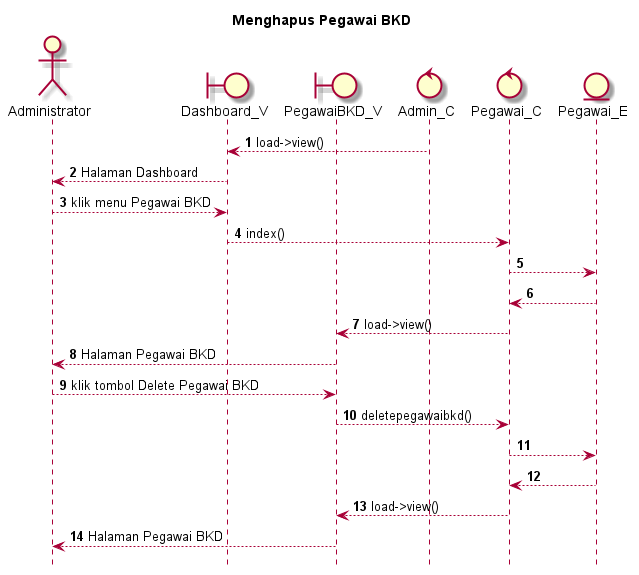 Menghapus Pegawai BKD
Administrator Dashboard_V PegawaiBKD_V Admin_C Pegawai_C Pegawai_E
1 load->view()
2 Halaman Dashboard
3 klik menu Pegawai BKD
4 index()
5
6
7 load->view()
8 Halaman Pegawai BKD
9 klik tombol Delete Pegawai BKD
10 deletepegawaibkd()
11
12
13 load->view()
14 Halaman Pegawai BKD